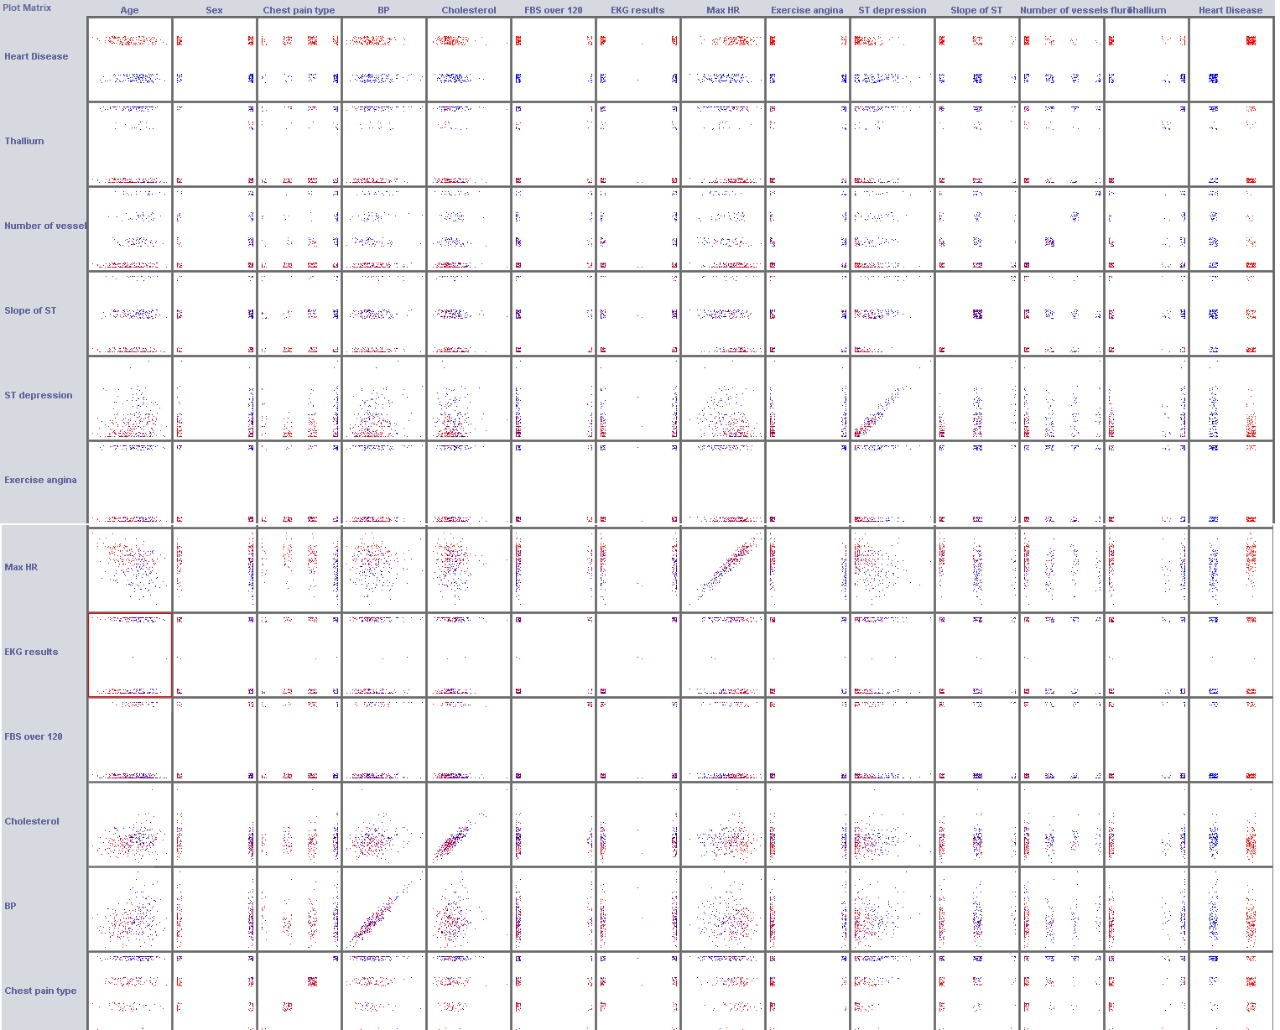 Plot Matrix Age Sex Chest pain type BP Cholesterol FBS over 120 EKG results Max HR Exercise angina ST depression Slope of ST Number of vessels fluro Thallium Heart Disease
Heart Disease
Thallium
Number of vessel
Slope of ST
ST depression
Exercise angina
Max HR
EKG results
FBS over 120
Cholesterol
BP
Chest pain type